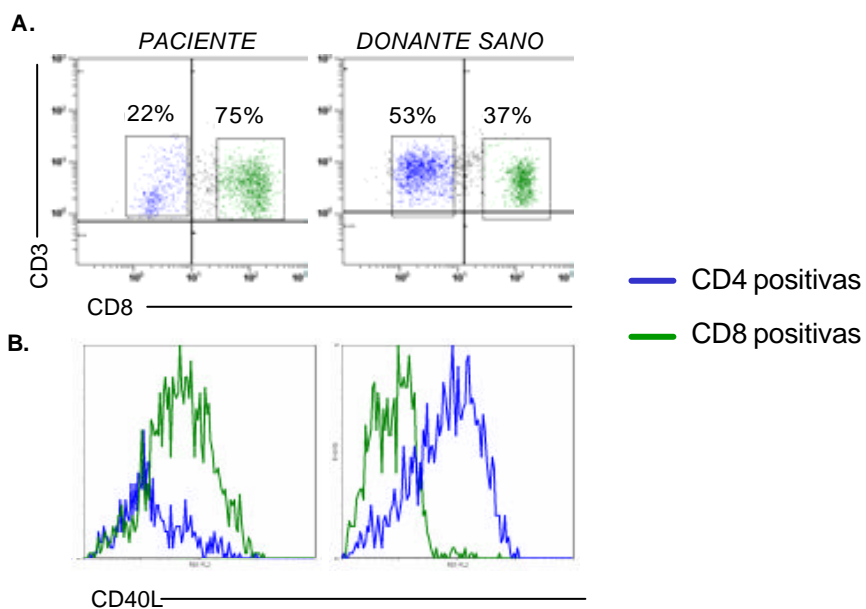 A.
PACIENTE
DONANTE SANO
22%
75%
53%
37%
CD3
CD8
CD4 positivas
CD8 positivas
B.
CD40L